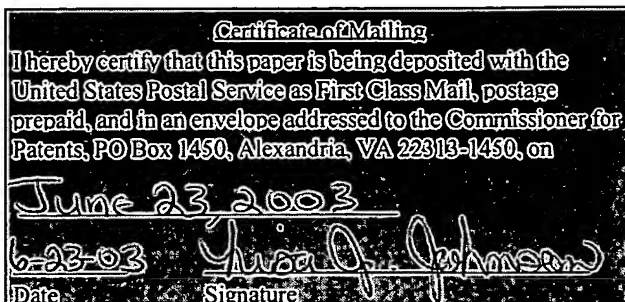 Certificate of Mailing
I hereby certify that this paper is being deposited with the
United States Postal Service as First Class Mail, postage
prepaid, and in an envelope addressed to the Commissioner for
Patents, PO Box 1450, Alexandria, VA 22313-1450, on
June 23, 2003
6-23-03 Lisa J. Johnson
Date Signature